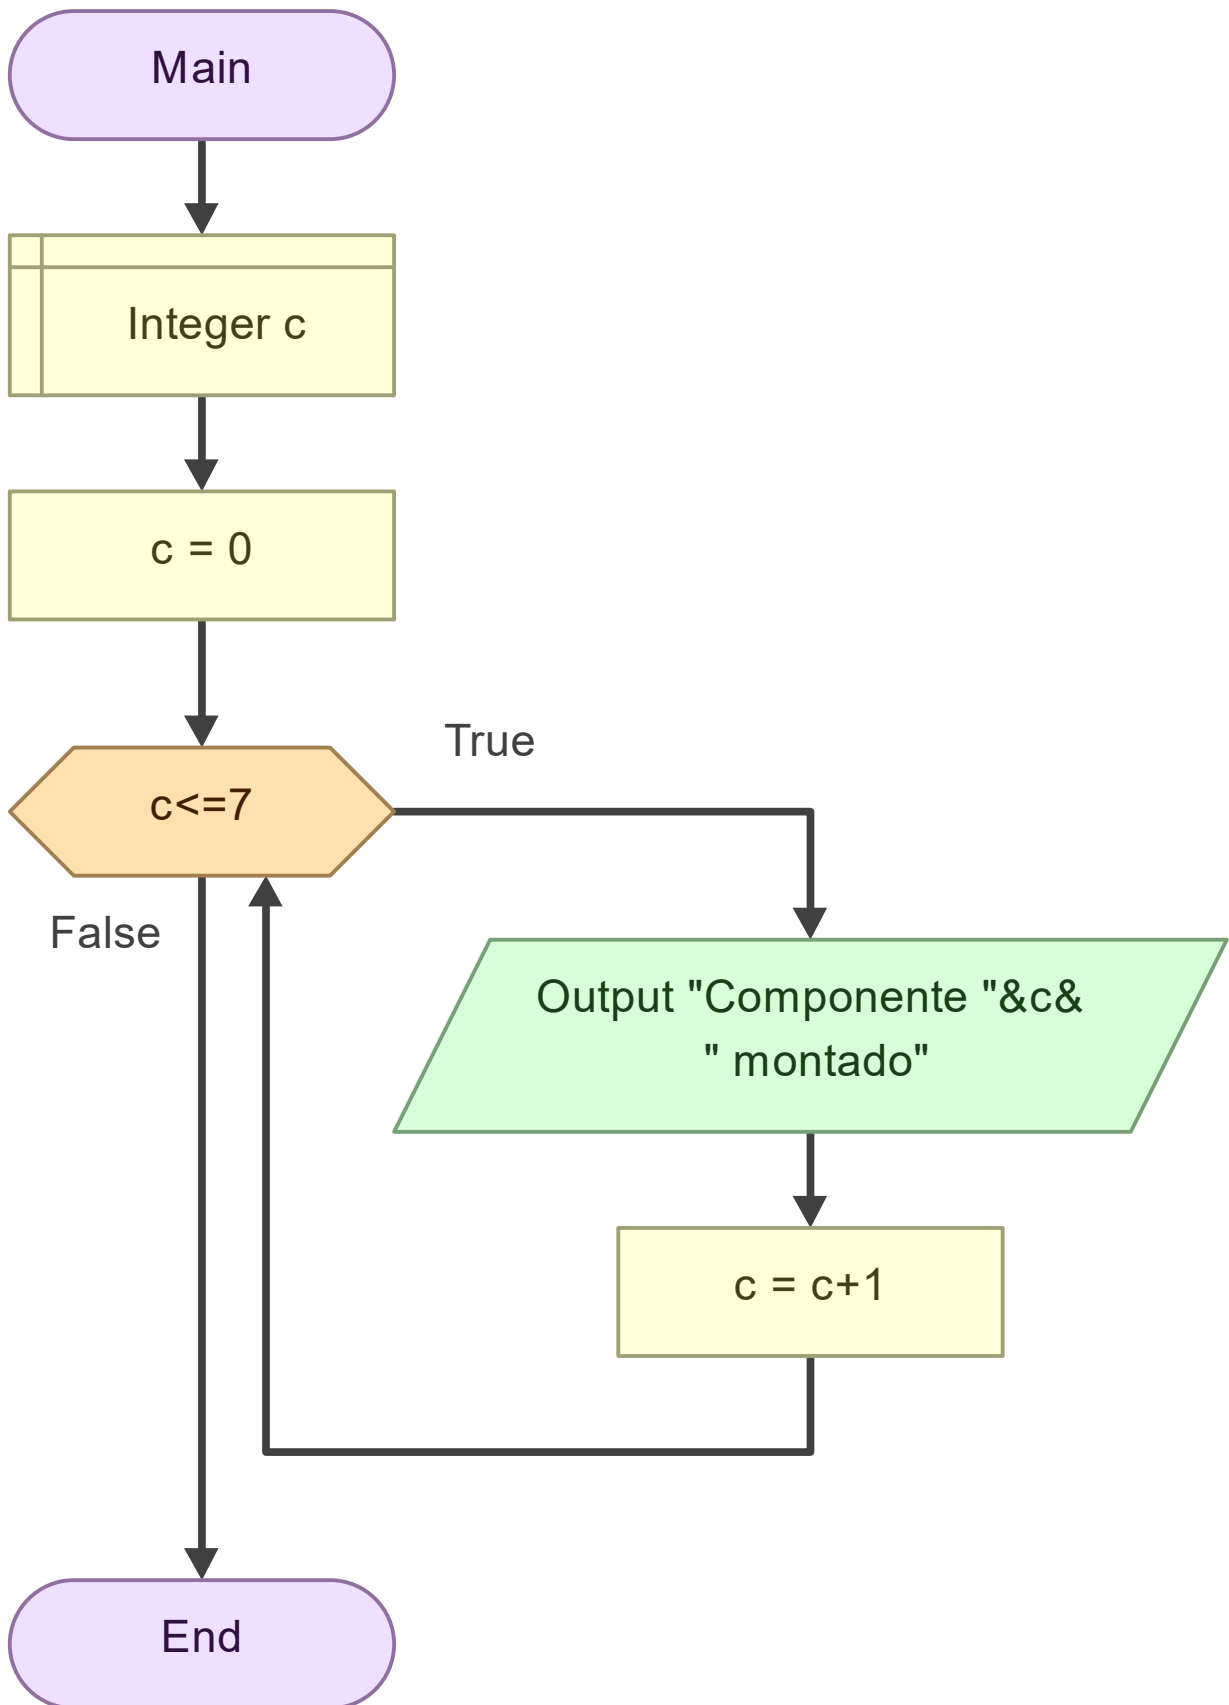 Main
Integer c
c = 0
c<=7
True
False
Output "Componente "&c&
" montado"
c = c+1
End